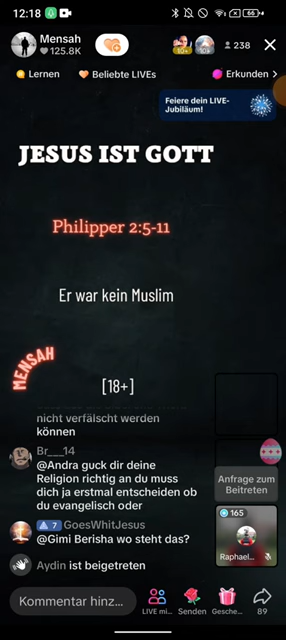 12:18
66
Mensah
125.8K
10+
10+
238
Lernen
Beliebte LIVEs
Erkunden
Feiere dein LIVE-
Jubiläum!
JESUS IST GOTT
Philipper 2:5-11
Er war kein Muslim
MENSAH
[18+]
nicht verfälscht werden
können
Br___14
@Andra guck dir deine
Religion richtig an du muss
dich ja erstmal entscheiden ob
du evangelisch oder
Anfrage zum
Beitreten
7 GoesWhitJesus
@Gimi Berisha wo steht das?
165
Raphael...
Aydin ist beigetreten
Kommentar hinz...
LIVE mi...
Senden
Gesche...
89